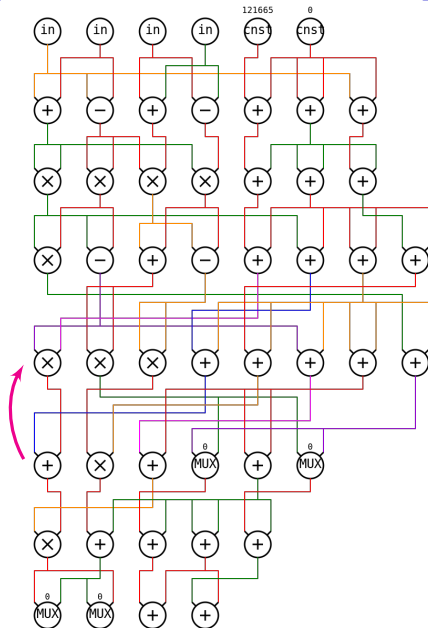 121665 0
in in in in cnst cnst
+ − + − + + +
× × × × + + +
× − + − + + + +
× × × + + + + +
0 0
+ × + MUX + MUX
× + + + +
0 0
MUX MUX + +